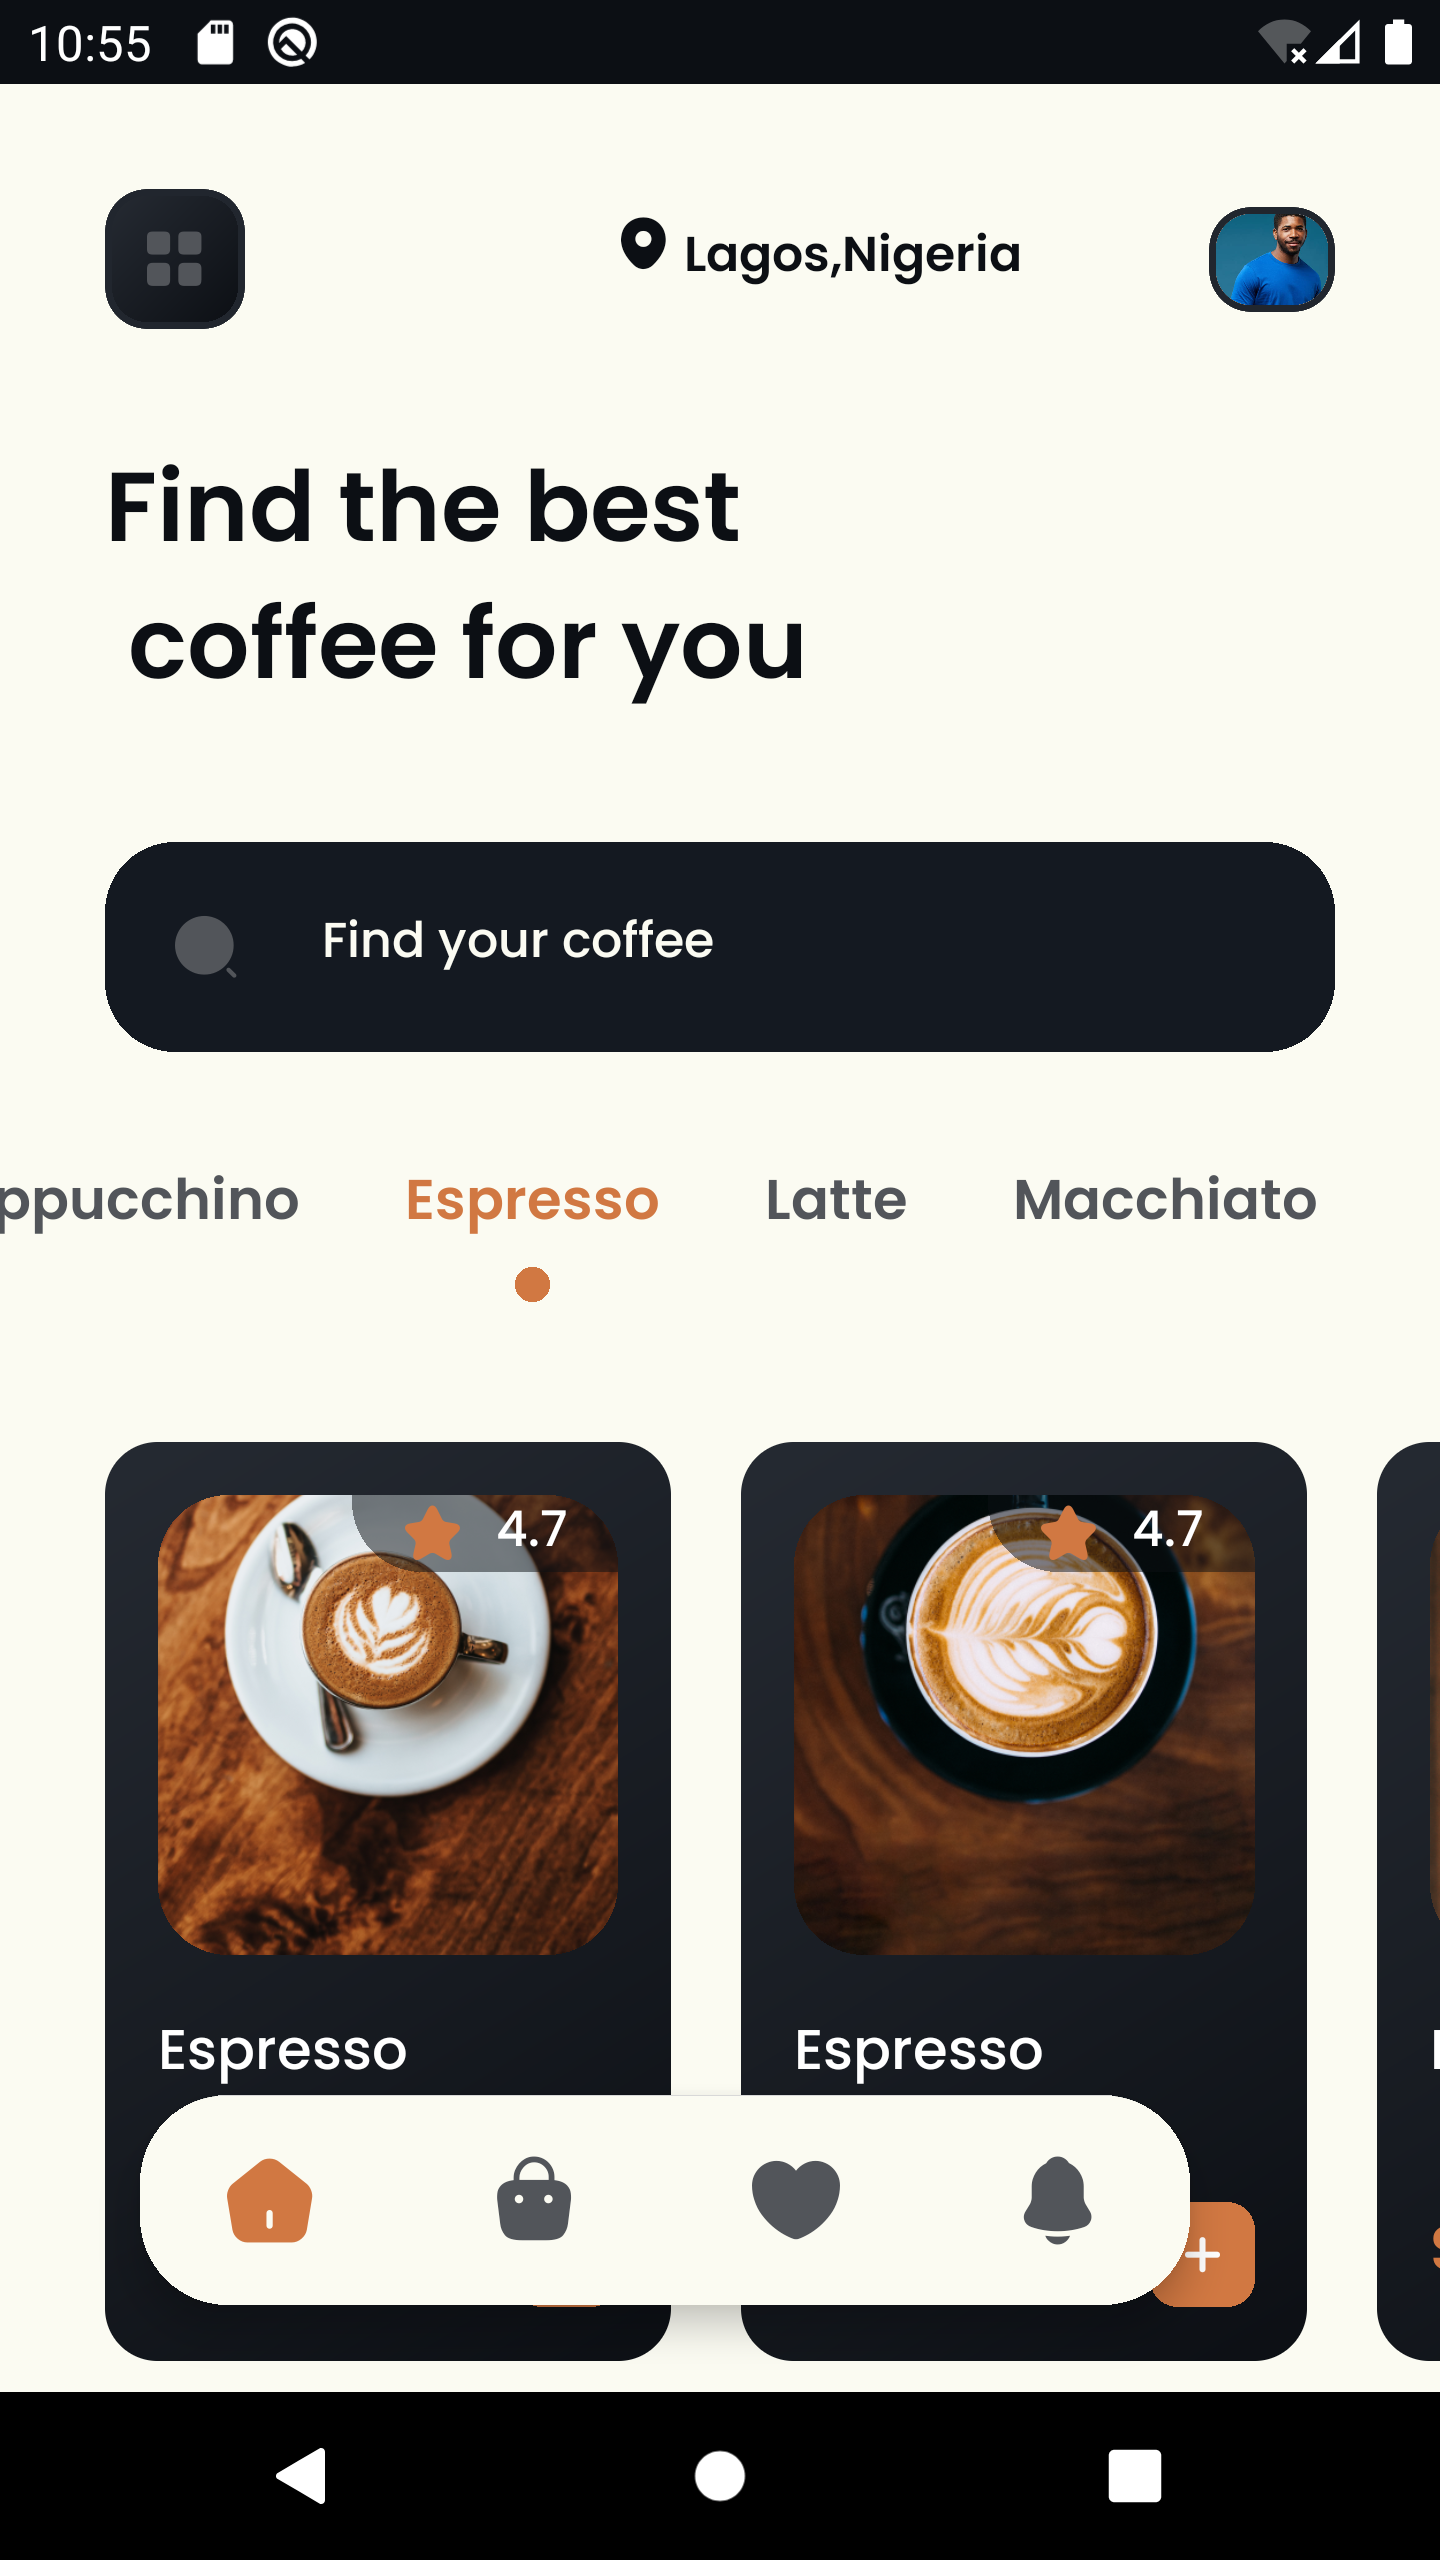 10:55
Lagos,Nigeria
Find the best
coffee for you
Find your coffee
ppucchino Espresso Latte Macchiato
4.7 4.7
Espresso Espresso